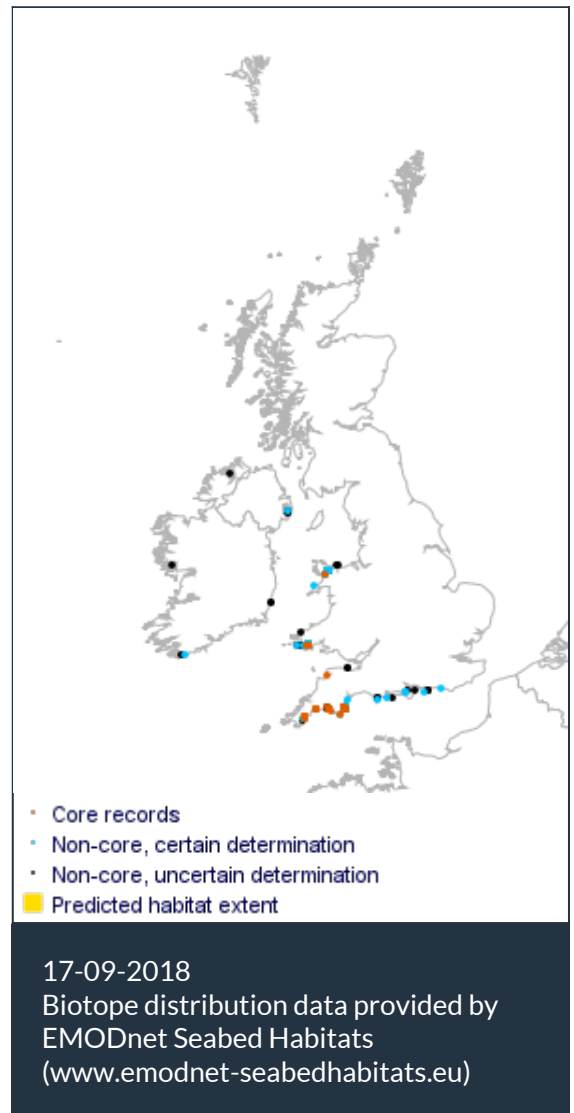 Core records
Non-core, certain determination
Non-core, uncertain determination
Predicted habitat extent
17-09-2018
Biotope distribution data provided by
EMODnet Seabed Habitats
(www.emodnet-seabedhabitats.eu)